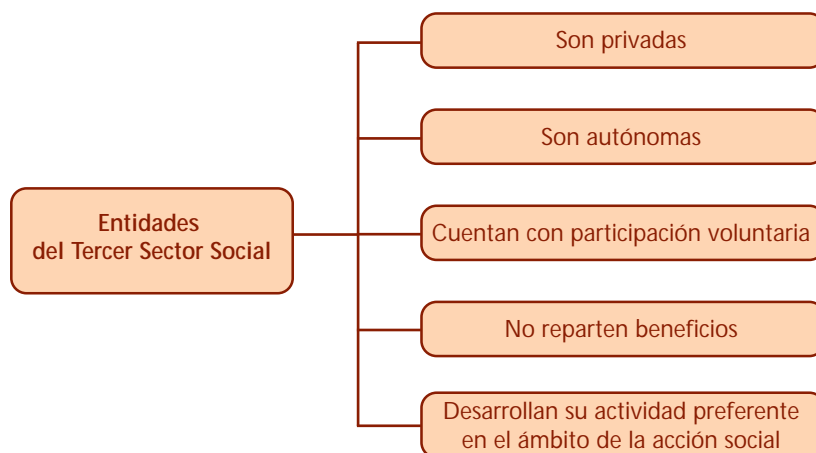 Son privadas
Son autónomas
Entidades
del Tercer Sector Social
Cuentan con participación voluntaria
No reparten beneficios
Desarrollan su actividad preferente
en el ámbito de la acción social